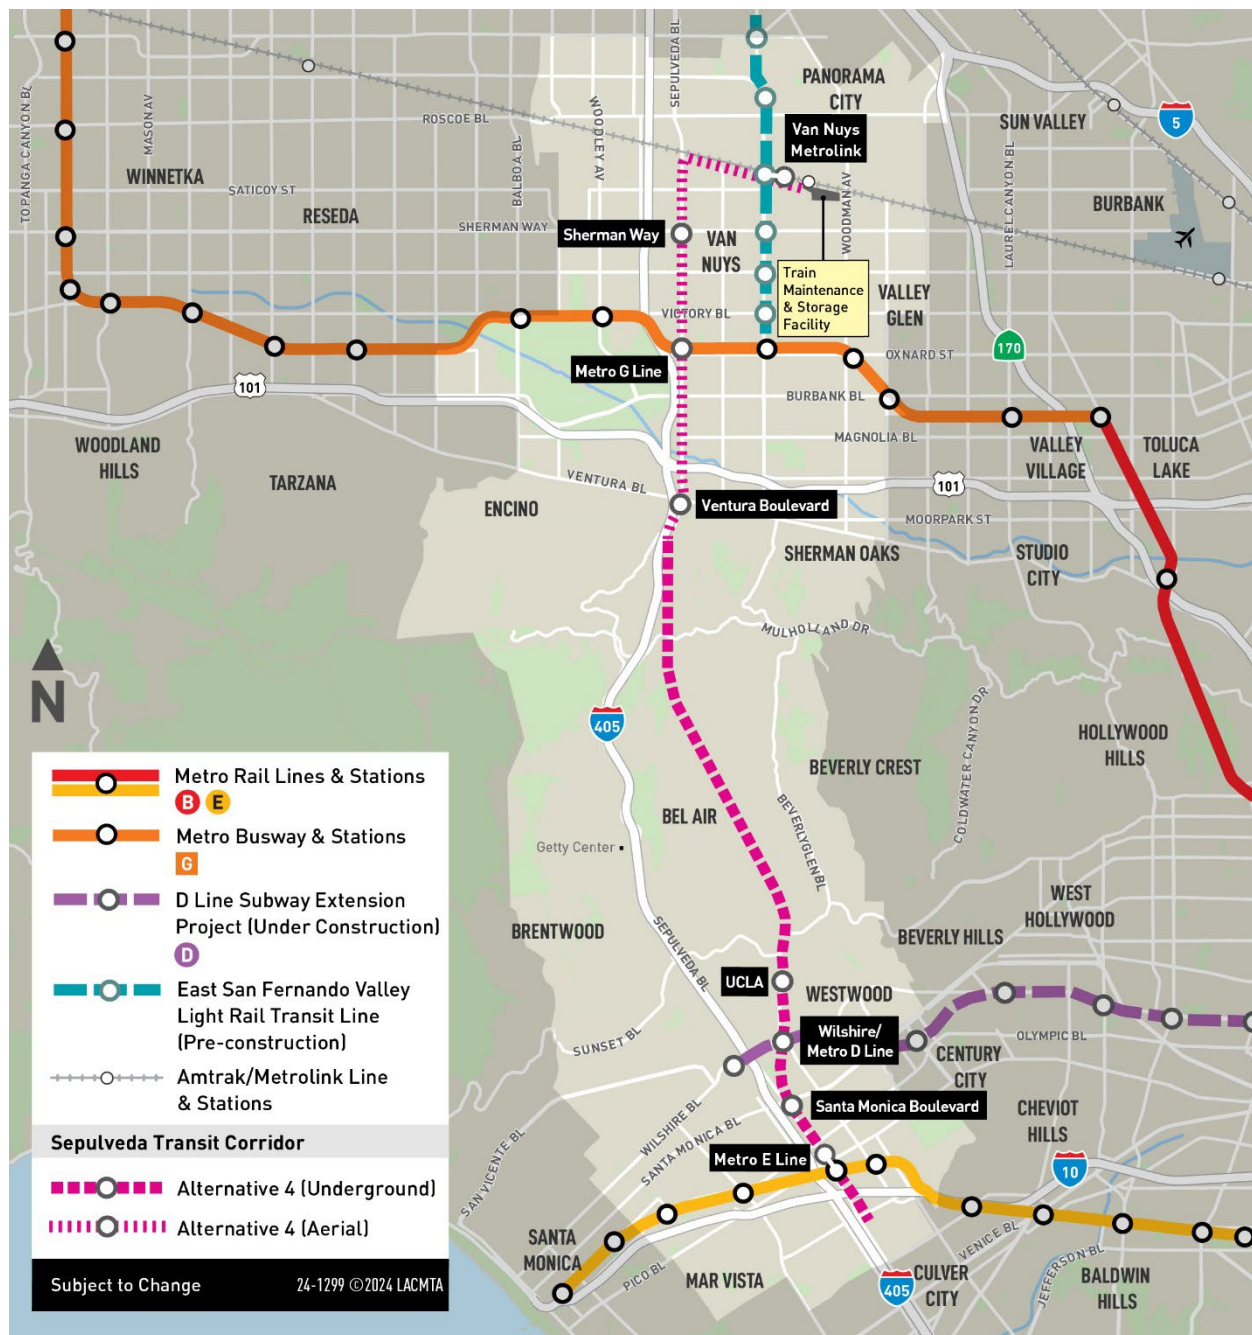 SEPULVEDA BL
PANORAMA
CITY
SUN VALLEY
5
TOPANGA CANYON BL
MASON AV
ROSCOE BL
WOODLEY AV
Van Nuys
Metrolink
WINNETKA
SATICOY ST
BALBOA BL
WOODMAN AV
LAUREL CANYON BL
BURBANK
RESEDA
SHERMAN WAY
Sherman Way
VAN
NUYS
Train
Maintenance
& Storage
Facility
VALLEY
GLEN
VICTORY BL
170
OXNARD ST
Metro G Line
101
BURBANK BL
MAGNOLIA BL
WOODLAND
HILLS
TARZANA
VENTURA BL
VALLEY
VILLAGE
TOLUCA
LAKE
101
ENCINO
Ventura Boulevard
MOORPARK ST
SHERMAN OAKS
STUDIO
CITY
MULHOLLAND DR
N
405
COLDWATER CANYON DR
HOLLYWOOD
HILLS
BEVERLY CREST
BEL AIR
BEVERLY GLEN BL
Getty Center
WEST
HOLLYWOOD
BRENTWOOD
SEPULVEDA BL
BEVERLY HILLS
UCLA
WESTWOOD
Wilshire/
Metro D Line
SUNSET BL
OLYMPIC BL
CENTURY
CITY
Santa Monica Boulevard
CHEVIOT
HILLS
WILSHIRE BL
SANTA MONICA BL
SAN VICENTE BL
Metro E Line
10
SANTA
MONICA
PICO BL
MAR VISTA
405
CULVER
CITY
VENICE BL
JEFFERSON BL
BALDWIN
HILLS
Metro Rail Lines & Stations
B E
Metro Busway & Stations
G
D Line Subway Extension
Project (Under Construction)
D
East San Fernando Valley
Light Rail Transit Line
(Pre-construction)
Amtrak/Metrolink Line
& Stations
Sepulveda Transit Corridor
Alternative 4 (Underground)
Alternative 4 (Aerial)
Subject to Change 24-1299 ©2024 LACMTA